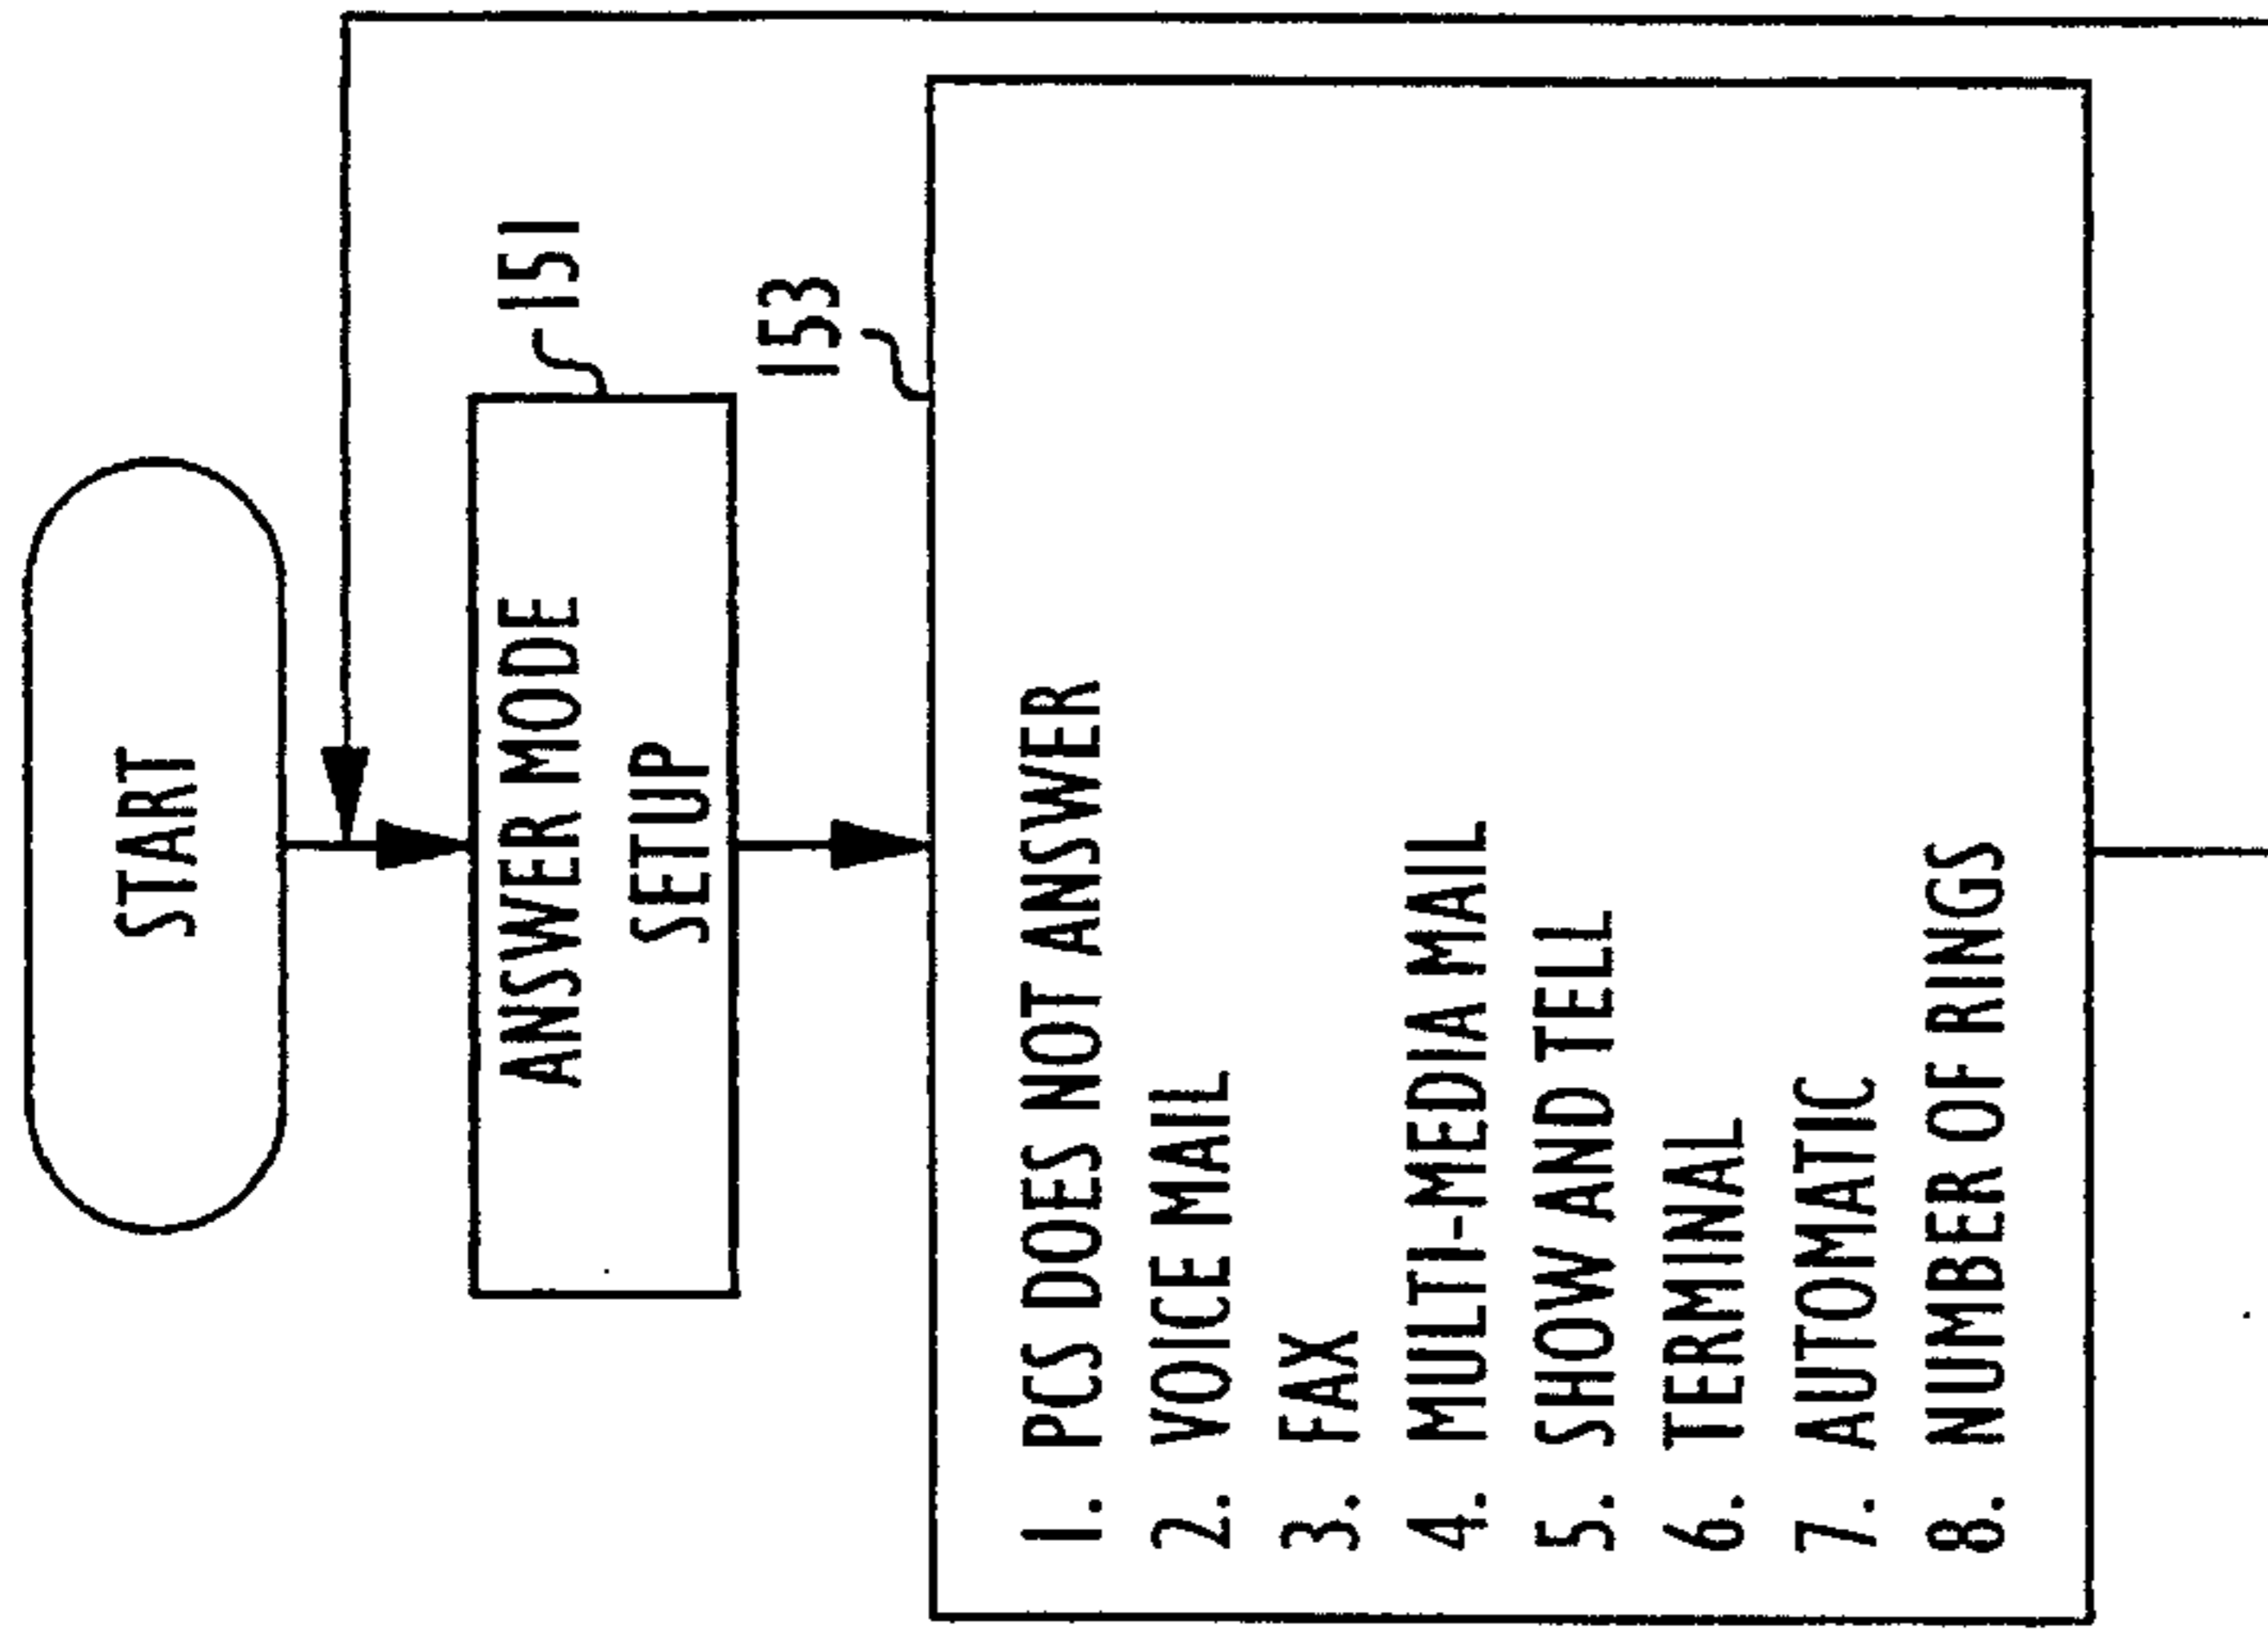 START
151
ANSWER MODE
SETUP
153
1. PCS DOES NOT ANSWER
2. VOICE MAIL
3. FAX
4. MULTI-MEDIA MAIL
5. SHOW AND TELL
6. TERMINAL
7. AUTOMATIC
8. NUMBER OF RINGS